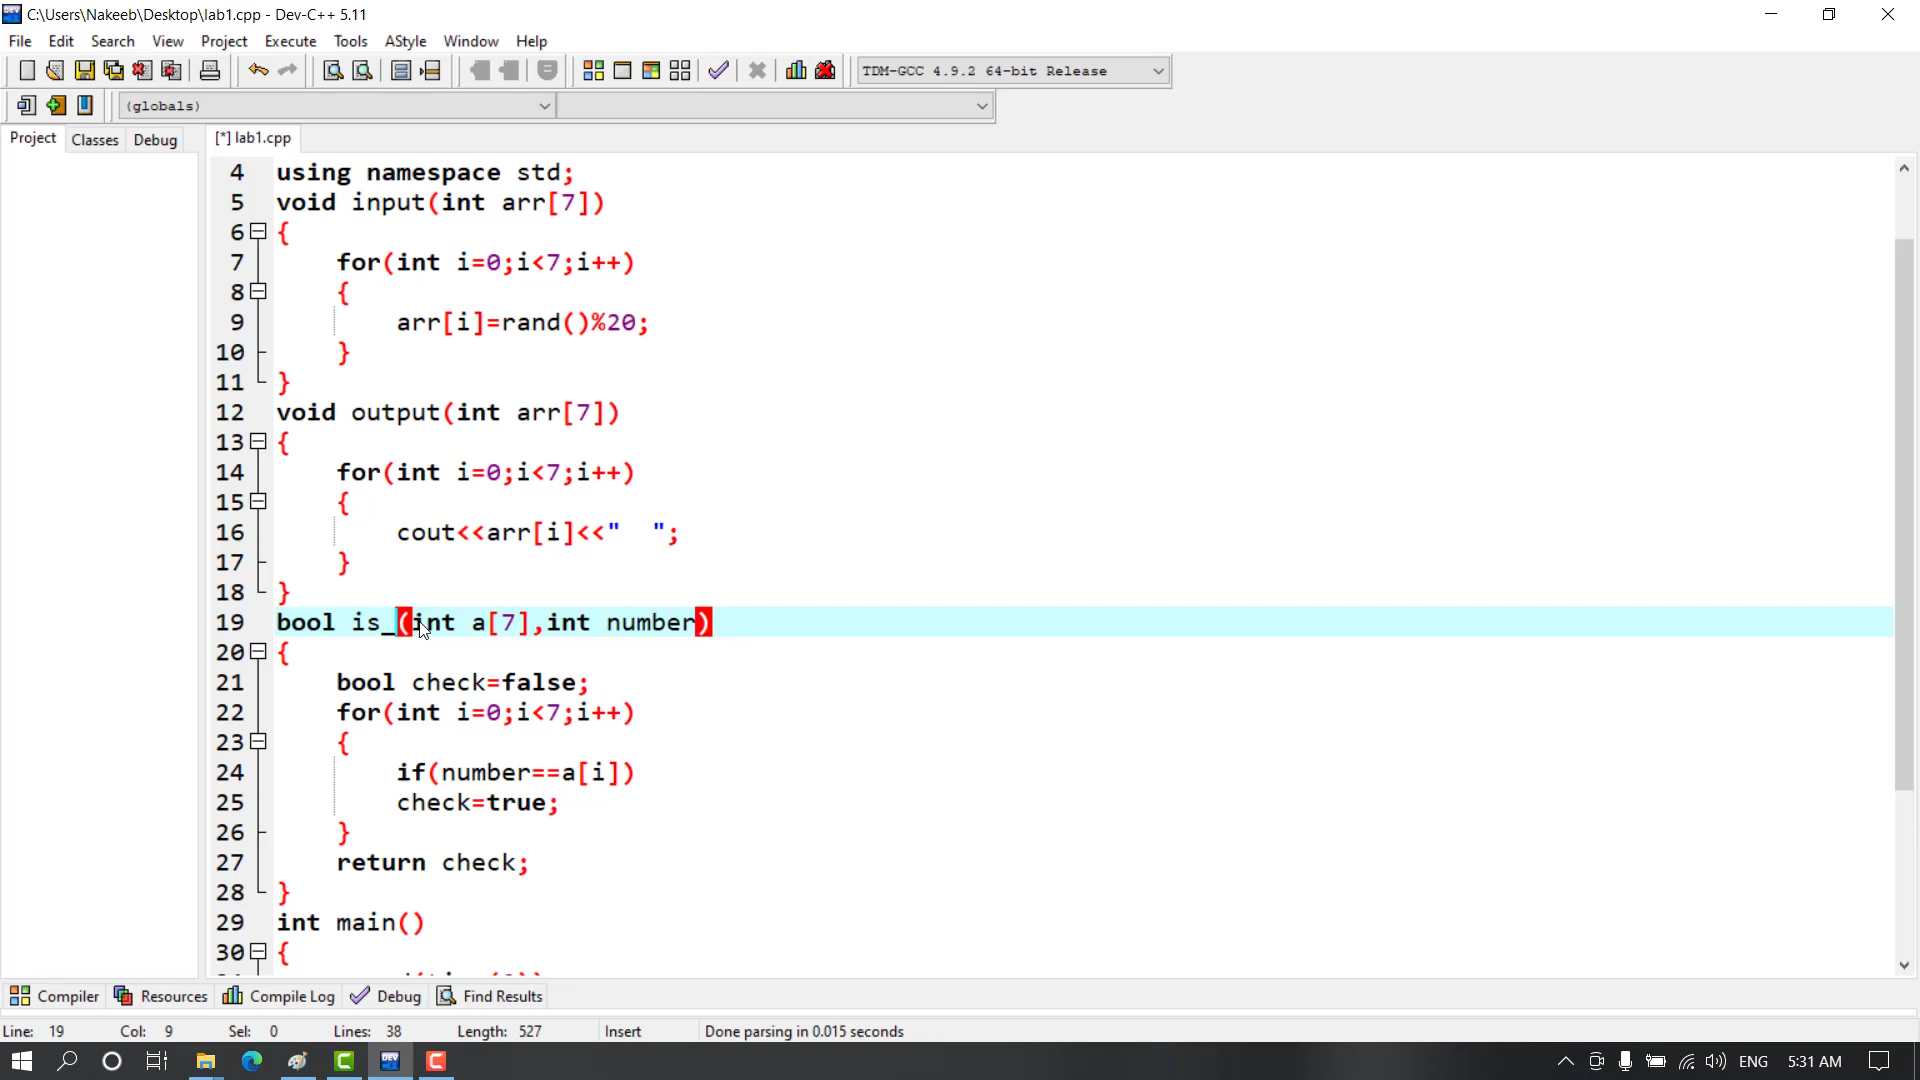 C:\Users\Nakeeb\Desktop\lab1.cpp - Dev-C++ 5.11
File Edit Search View Project Execute Tools AStyle Window Help
TDM-GCC 4.9.2 64-bit Release
(globals)
Project Classes Debug [*] lab1.cpp
4 using namespace std;
5 void input(int arr[7])
6 {
7 for(int i=0;i<7;i++)
8 {
9 arr[i]=rand()%20;
10 }
11 }
12 void output(int arr[7])
13 {
14 for(int i=0;i<7;i++)
15 {
16 cout<<arr[i]<<"  ";
17 }
18 }
19 bool is_(int a[7],int number)
20 {
21 bool check=false;
22 for(int i=0;i<7;i++)
23 {
24 if(number==a[i])
25 check=true;
26 }
27 return check;
28 }
29 int main()
30 {
Compiler Resources Compile Log Debug Find Results
Line: 19 Col: 9 Sel: 0 Lines: 38 Length: 527 Insert Done parsing in 0.015 seconds
DEV ENG 5:31 AM